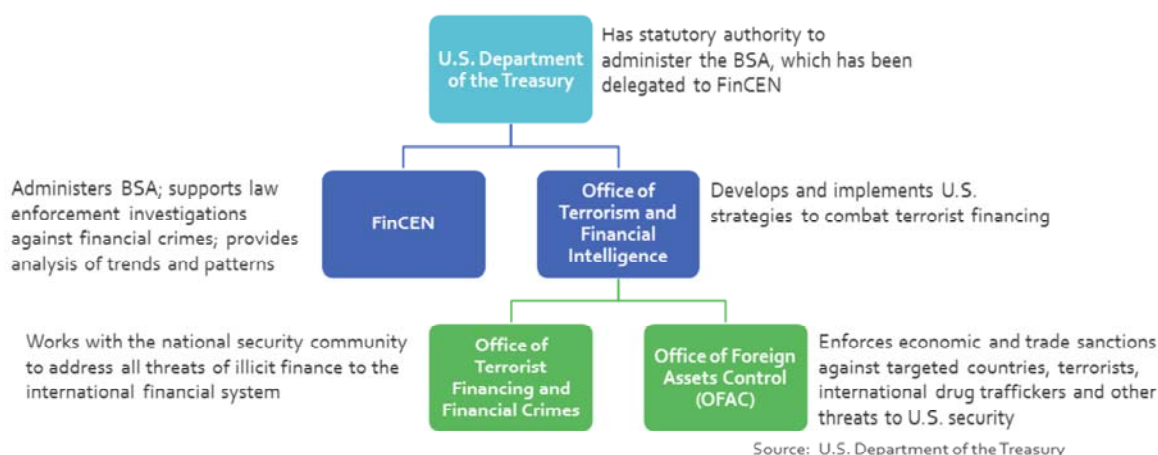 U.S. Department
of the Treasury
Has statutory authority to
administer the BSA, which has been
delegated to FinCEN
Administers BSA; supports law
enforcement investigations
against financial crimes; provides
analysis of trends and patterns
FinCEN
Office of
Terrorism and
Financial
Intelligence
Develops and implements U.S.
strategies to combat terrorist financing
Works with the national security community
to address all threats of illicit finance to the
international financial system
Office of
Terrorist
Financing and
Financial Crimes
Office of Foreign
Assets Control
(OFAC)
Enforces economic and trade sanctions
against targeted countries, terrorists,
international drug traffickers and other
threats to U.S. security
Source: U.S. Department of the Treasury